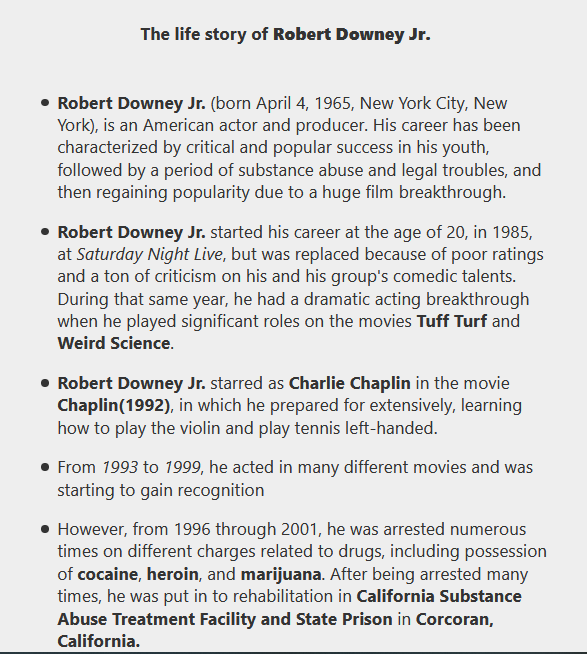 The life story of Robert Downey Jr.
Robert Downey Jr. (born April 4, 1965, New York City, New
York), is an American actor and producer. His career has been
characterized by critical and popular success in his youth,
followed by a period of substance abuse and legal troubles, and
then regaining popularity due to a huge film breakthrough.
Robert Downey Jr. started his career at the age of 20, in 1985,
at Saturday Night Live, but was replaced because of poor ratings
and a ton of criticism on his and his group's comedic talents.
During that same year, he had a dramatic acting breakthrough
when he played significant roles on the movies Tuff Turf and
Weird Science.
Robert Downey Jr. starred as Charlie Chaplin in the movie
Chaplin(1992), in which he prepared for extensively, learning
how to play the violin and play tennis left-handed.
From 1993 to 1999, he acted in many different movies and was
starting to gain recognition
However, from 1996 through 2001, he was arrested numerous
times on different charges related to drugs, including possession
of cocaine, heroin, and marijuana. After being arrested many
times, he was put in to rehabilitation in California Substance
Abuse Treatment Facility and State Prison in Corcoran,
California.